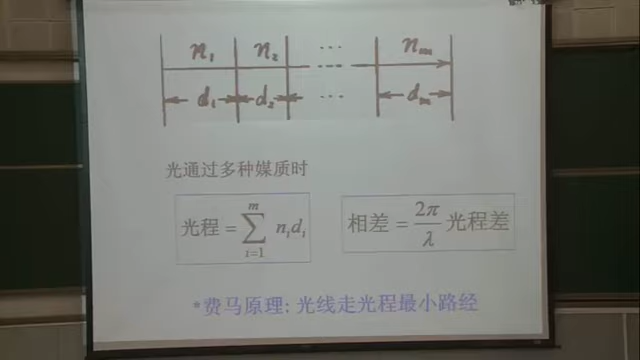 n₁ n₂ ⋯ nₘ
d₁ d₂ ⋯ dₘ
光通过多种媒质时
光程 = ∑_{i=1}^{m} nᵢdᵢ 相差 = 2π/λ 光程差
*费马原理: 光线走光程最小路经